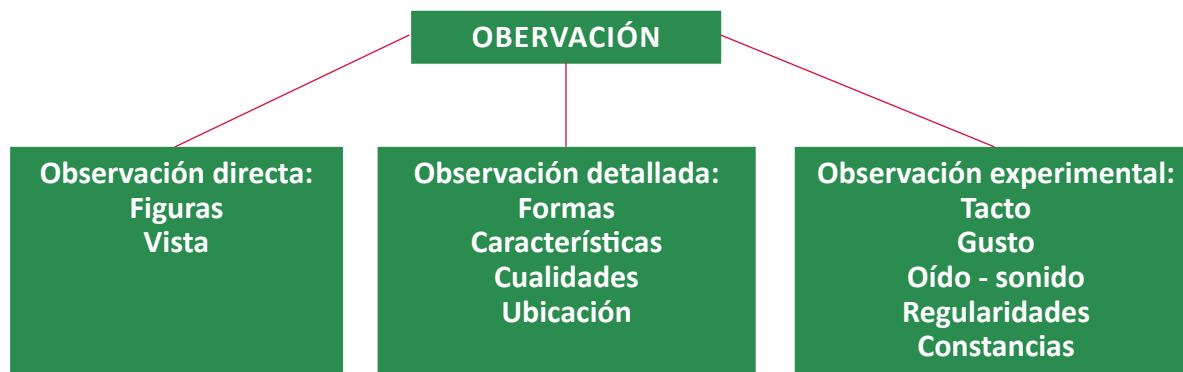 OBERVACIÓN
Observación directa:
Figuras
Vista
Observación detallada:
Formas
Características
Cualidades
Ubicación
Observación experimental:
Tacto
Gusto
Oído - sonido
Regularidades
Constancias